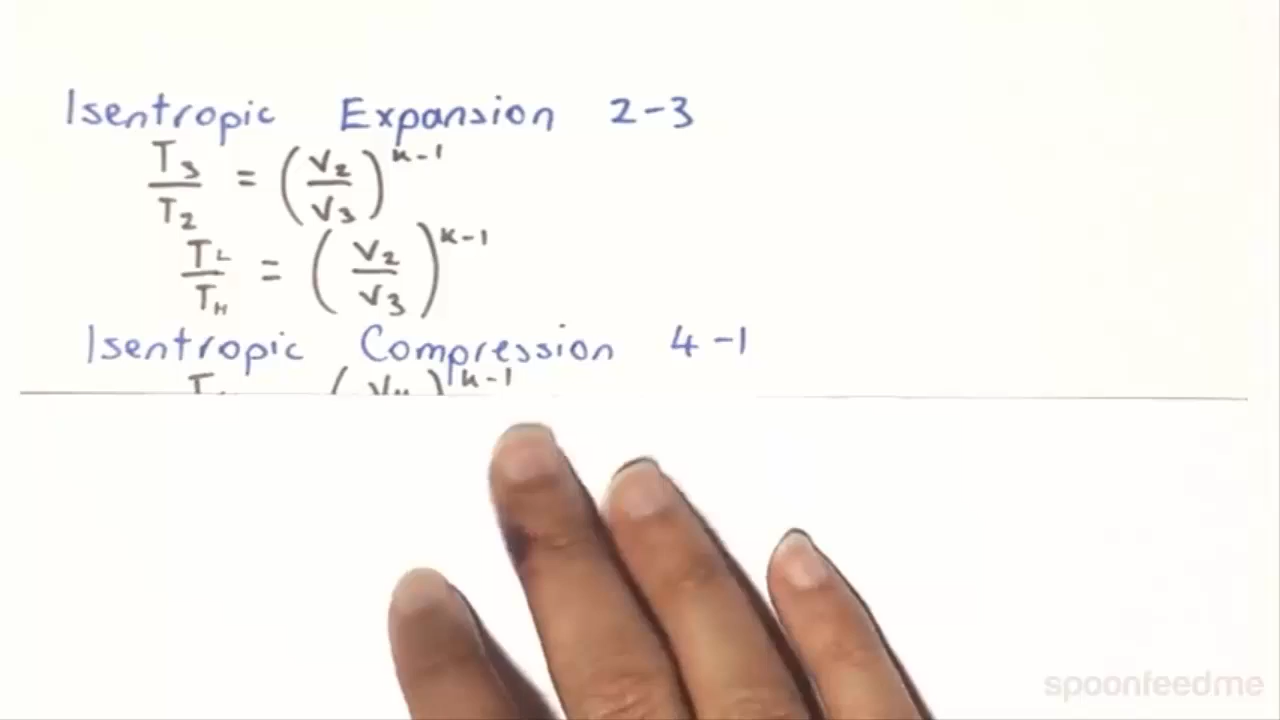 Isentropic Expansion 2-3
T3/T2 = (V2/V3)^k-1
TL/TH = (V2/V3)^k-1
Isentropic Compression 4-1
k-1
spoonfeedme